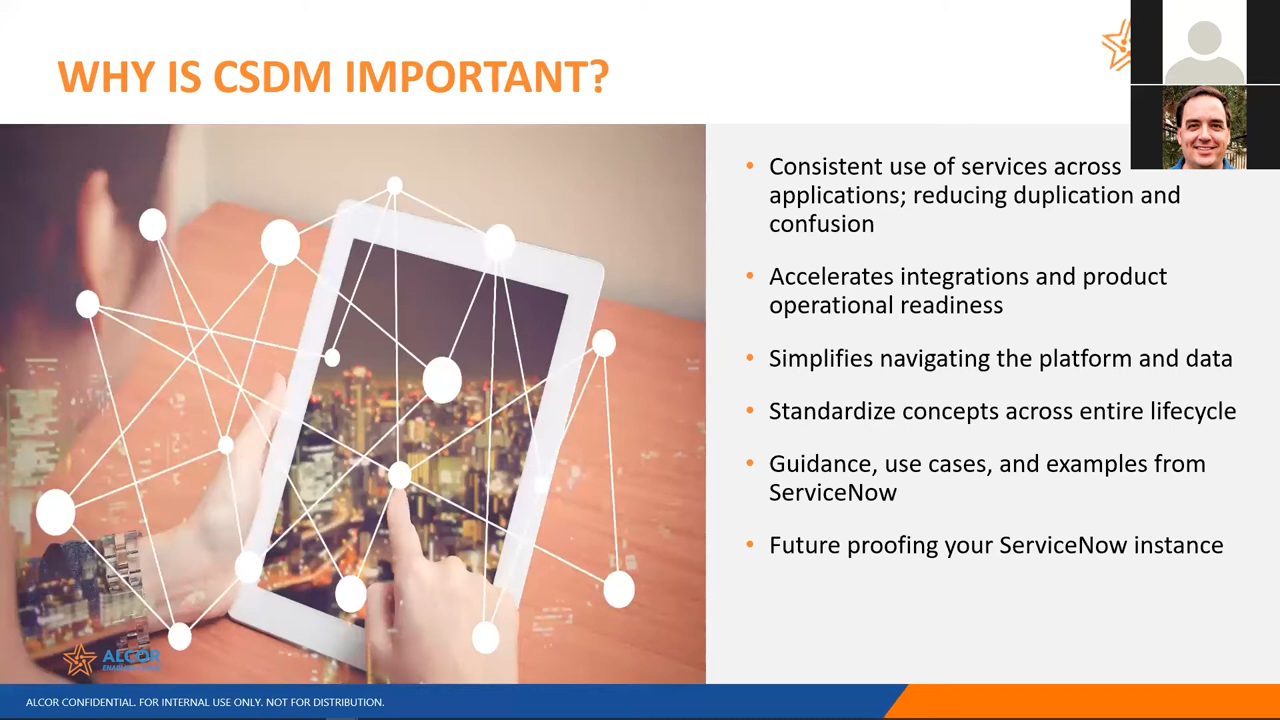 WHY IS CSDM IMPORTANT?
• Consistent use of services across
applications; reducing duplication and
confusion
• Accelerates integrations and product
operational readiness
• Simplifies navigating the platform and data
• Standardize concepts across entire lifecycle
• Guidance, use cases, and examples from
ServiceNow
• Future proofing your ServiceNow instance
ALCOR
ALCOR CONFIDENTIAL. FOR INTERNAL USE ONLY. NOT FOR DISTRIBUTION.